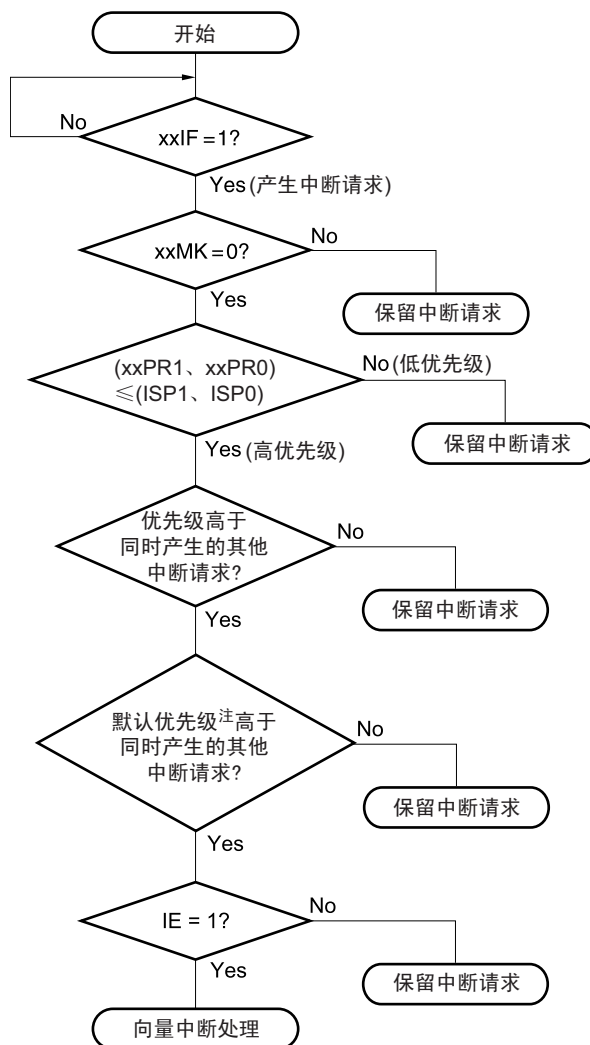 开始
No
xxIF=1?
Yes(产生中断请求)
xxMK=0?
No
Yes
保留中断请求
(xxPR1、xxPR0)
≤(ISP1、ISP0)
No(低优先级)
保留中断请求
Yes(高优先级)
优先级高于
同时产生的其他
中断请求?
No
保留中断请求
Yes
默认优先级注高于
同时产生的其他
中断请求?
No
保留中断请求
Yes
IE = 1?
No
保留中断请求
Yes
向量中断处理